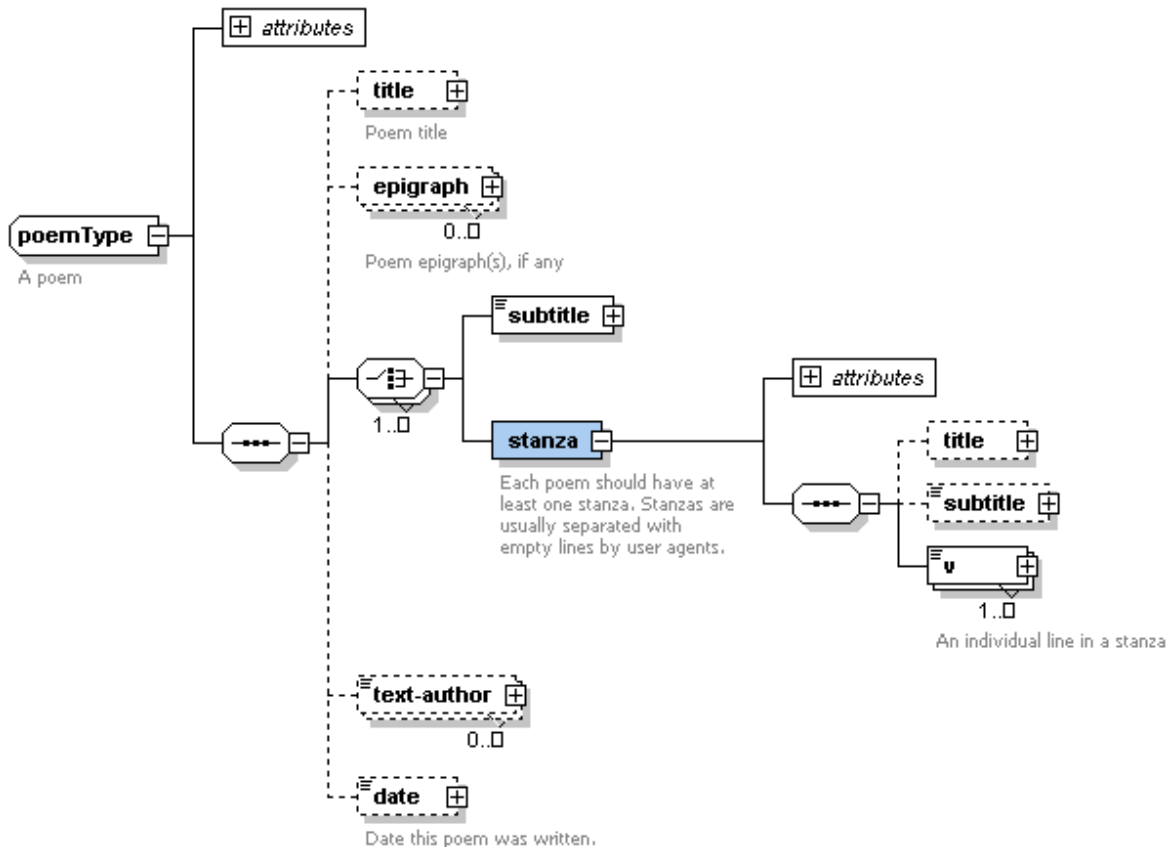 attributes
title
Poem title
epigraph
0..□
Poem epigraph(s), if any
poemType
A poem
subtitle
1..□
stanza
Each poem should have at
least one stanza. Stanzas are
usually separated with
empty lines by user agents.
attributes
title
subtitle
v
1..□
An individual line in a stanza
text-author
0..□
date
Date this poem was written.